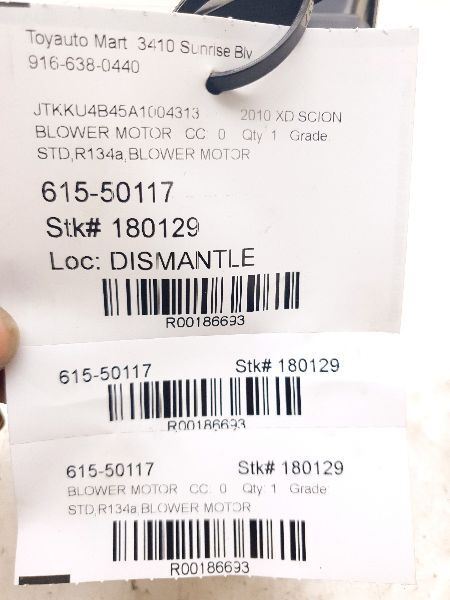 Toyauto Mart 3410 Sunrise Blv
916-638-0440
JTKKU4B45A1004313 2010 XD SCION
BLOWER MOTOR CC: 0 Qty: 1 Grade:
STD,R134a,BLOWER MOTOR
615-50117
Stk# 180129
Loc: DISMANTLE
R00186693
615-50117 Stk# 180129
R00186693
615-50117 Stk# 180129
BLOWER MOTOR CC: 0 Qty: 1 Grade:
STD,R134a,BLOWER MOTOR
R00186693